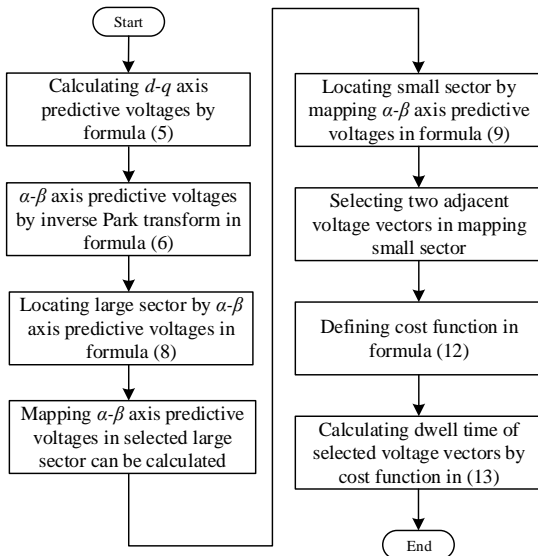 Start
Calculating d-q axis
predictive voltages by
formula (5)
α-β axis predictive voltages
by inverse Park transform in
formula (6)
Locating large sector by α-β
axis predictive voltages in
formula (8)
Mapping α-β axis predictive
voltages in selected large
sector can be calculated
Locating small sector by
mapping α-β axis predictive
voltages in formula (9)
Selecting two adjacent
voltage vectors in mapping
small sector
Defining cost function in
formula (12)
Calculating dwell time of
selected voltage vectors by
cost function in (13)
End